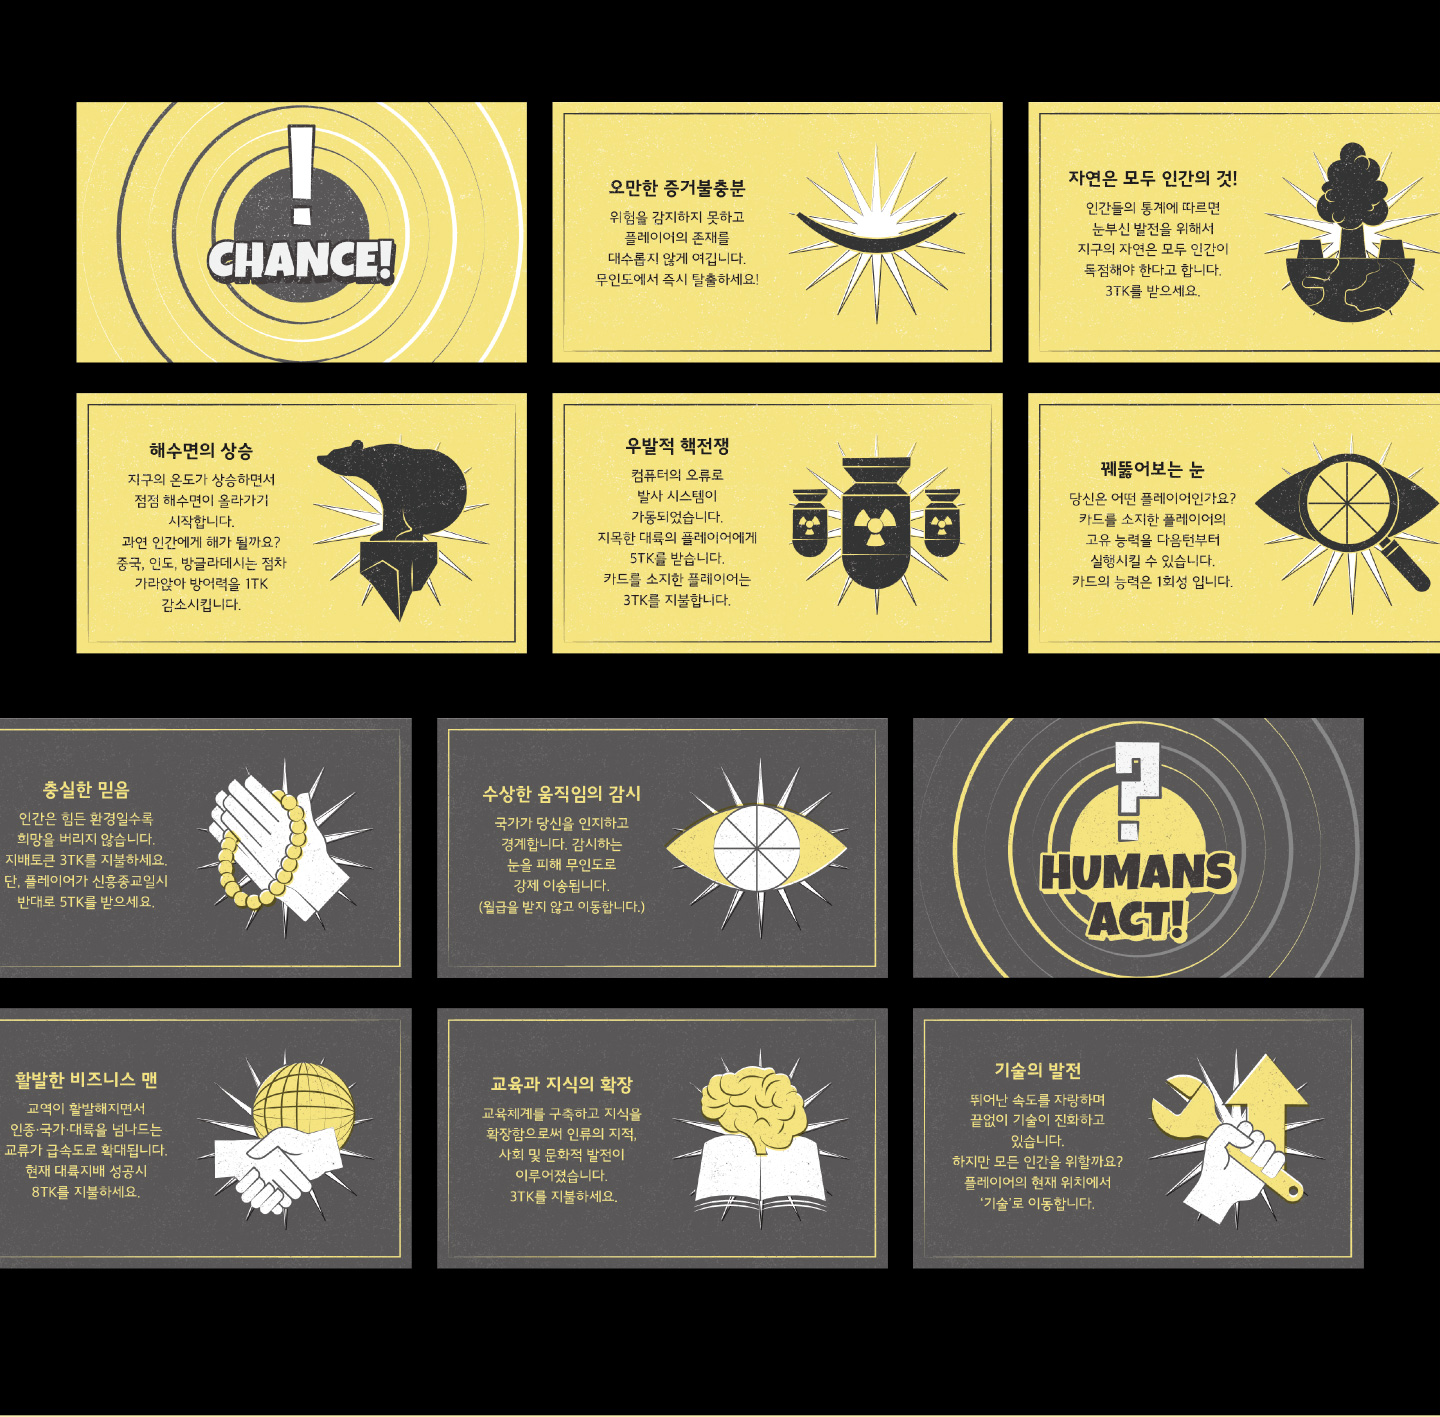 !
CHANCE!
오만한 증거불충분
위험을 감지하지 못하고
플레이어의 존재를
대수롭지 않게 여깁니다.
무인도에서 즉시 탈출하세요!
자연은 모두 인간의 것!
인간들의 통계에 따르면
눈부신 발전을 위해서
지구의 자연은 모두 인간이
독점해야 한다고 합니다.
3TK를 받으세요.
해수면의 상승
지구의 온도가 상승하면서
점점 해수면이 올라가기
시작합니다.
과연 인간에게 해가 될까요?
중국, 인도, 방글라데시는 점차
가라앉아 방어력을 1TK
감소시킵니다.
우발적 핵전쟁
컴퓨터의 오류로
발사 시스템이
가동되었습니다.
지목한 대륙의 플레이어에게
5TK를 받습니다.
카드를 소지한 플레이어는
3TK를 지불합니다.
꿰뚫어보는 눈
당신은 어떤 플레이어인가요?
카드를 소지한 플레이어의
고유 능력을 다음턴부터
실행시킬 수 있습니다.
카드의 능력은 1회성 입니다.
충실한 믿음
인간은 힘든 환경일수록
희망을 버리지 않습니다.
지배토큰 3TK를 지불하세요.
단, 플레이어가 신흥종교일시
반대로 5TK를 받으세요.
수상한 움직임의 감시
국가가 당신을 인지하고
경계합니다. 감시하는
눈을 피해 무인도로
강제 이송됩니다.
(월급을 받지 않고 이동합니다.)
?
HUMANS
ACT!
활발한 비즈니스 맨
교역이 활발해지면서
인종·국가·대륙을 넘나드는
교류가 급속도로 확대됩니다.
현재 대륙지배 성공시
8TK를 지불하세요.
교육과 지식의 확장
교육체계를 구축하고 지식을
확장함으로써 인류의 지적,
사회 및 문화적 발전이
이루어졌습니다.
3TK를 지불하세요.
기술의 발전
뛰어난 속도를 자랑하며
끝없이 기술이 진화하고
있습니다.
하지만 모든 인간을 위할까요?
플레이어의 현재 위치에서
‘기술’로 이동합니다.